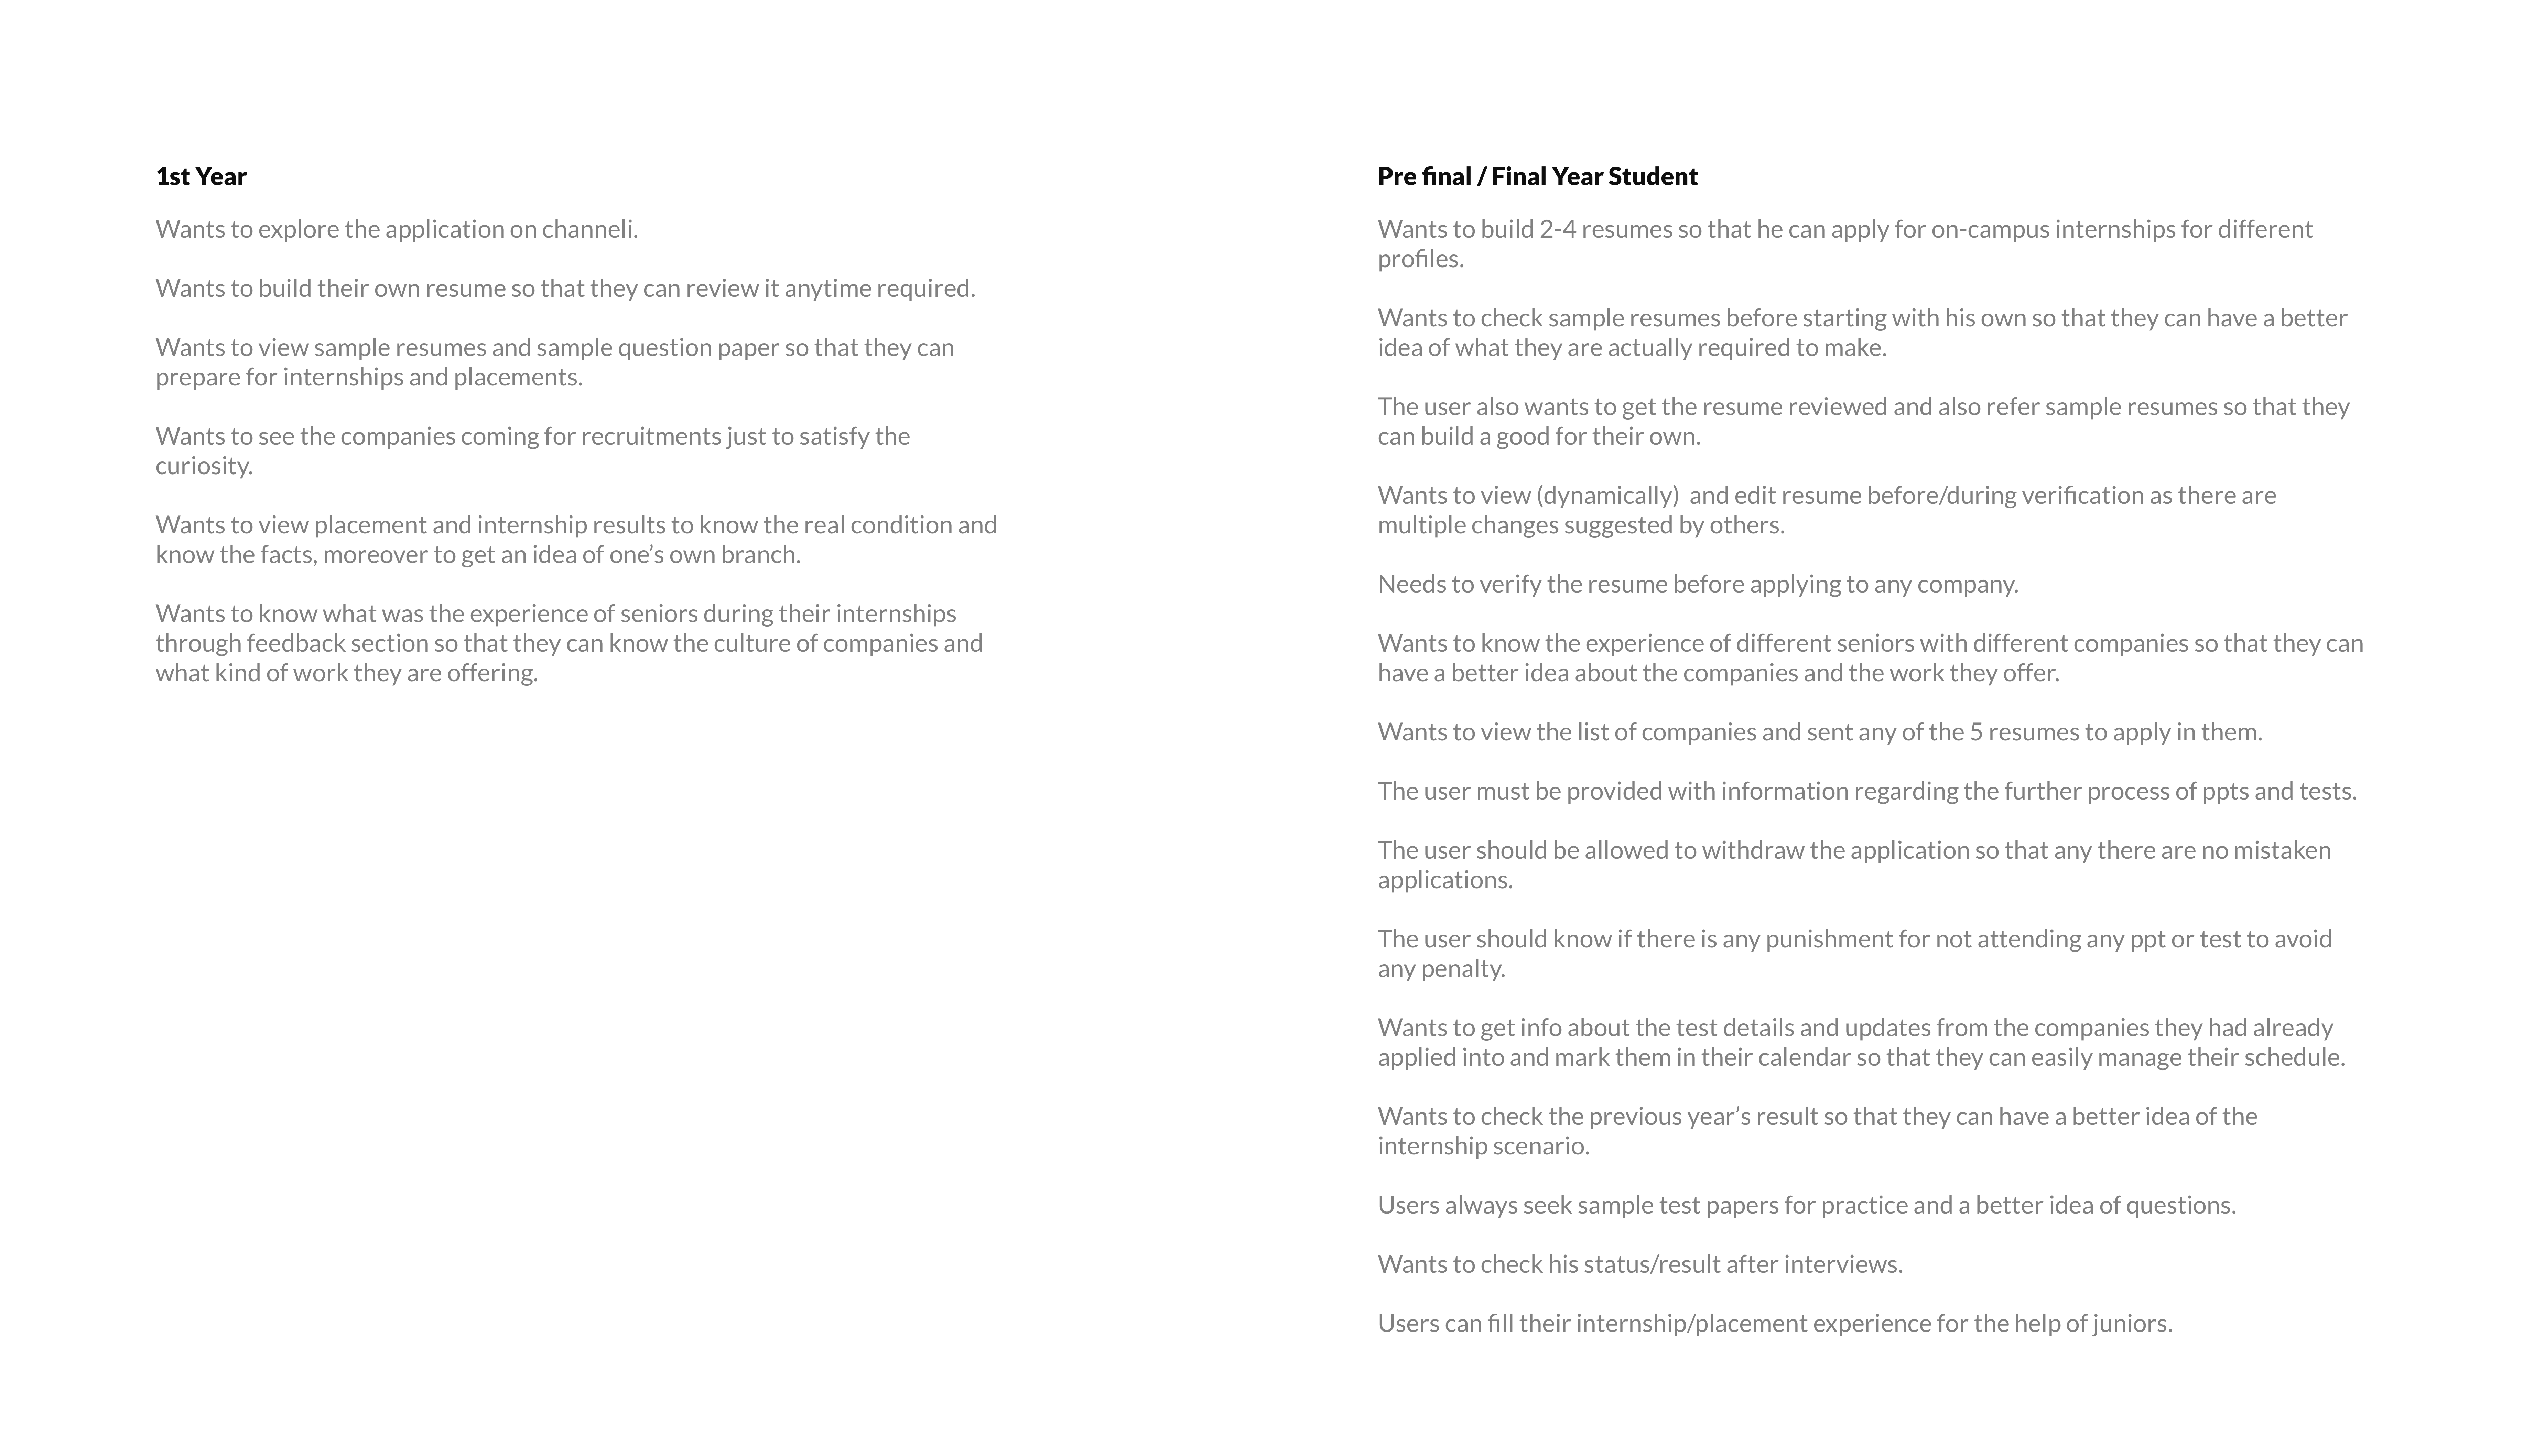 1st Year
Wants to explore the application on channeli.
Wants to build their own resume so that they can review it anytime required.
Wants to view sample resumes and sample question paper so that they can
prepare for internships and placements.
Wants to see the companies coming for recruitments just to satisfy the
curiosity.
Wants to view placement and internship results to know the real condition and
know the facts, moreover to get an idea of one’s own branch.
Wants to know what was the experience of seniors during their internships
through feedback section so that they can know the culture of companies and
what kind of work they are offering.
Pre final / Final Year Student
Wants to build 2-4 resumes so that he can apply for on-campus internships for different
profiles.
Wants to check sample resumes before starting with his own so that they can have a better
idea of what they are actually required to make.
The user also wants to get the resume reviewed and also refer sample resumes so that they
can build a good for their own.
Wants to view (dynamically)  and edit resume before/during verification as there are
multiple changes suggested by others.
Needs to verify the resume before applying to any company.
Wants to know the experience of different seniors with different companies so that they can
have a better idea about the companies and the work they offer.
Wants to view the list of companies and sent any of the 5 resumes to apply in them.
The user must be provided with information regarding the further process of ppts and tests.
The user should be allowed to withdraw the application so that any there are no mistaken
applications.
The user should know if there is any punishment for not attending any ppt or test to avoid
any penalty.
Wants to get info about the test details and updates from the companies they had already
applied into and mark them in their calendar so that they can easily manage their schedule.
Wants to check the previous year’s result so that they can have a better idea of the
internship scenario.
Users always seek sample test papers for practice and a better idea of questions.
Wants to check his status/result after interviews.
Users can fill their internship/placement experience for the help of juniors.